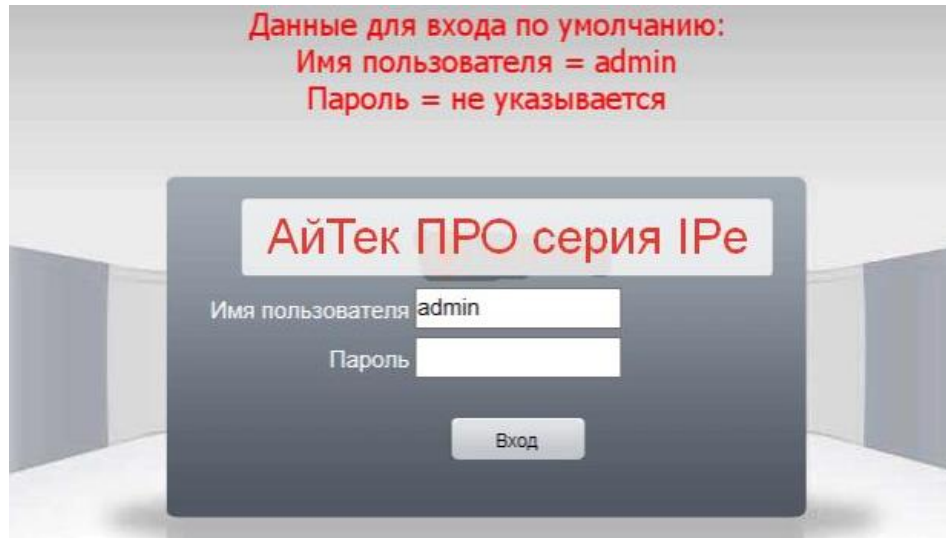 Данные для входа по умолчанию:
Имя пользователя = admin
Пароль = не указывается
АйТек ПРО серия IPe
Имя пользователя admin
Пароль
Вход